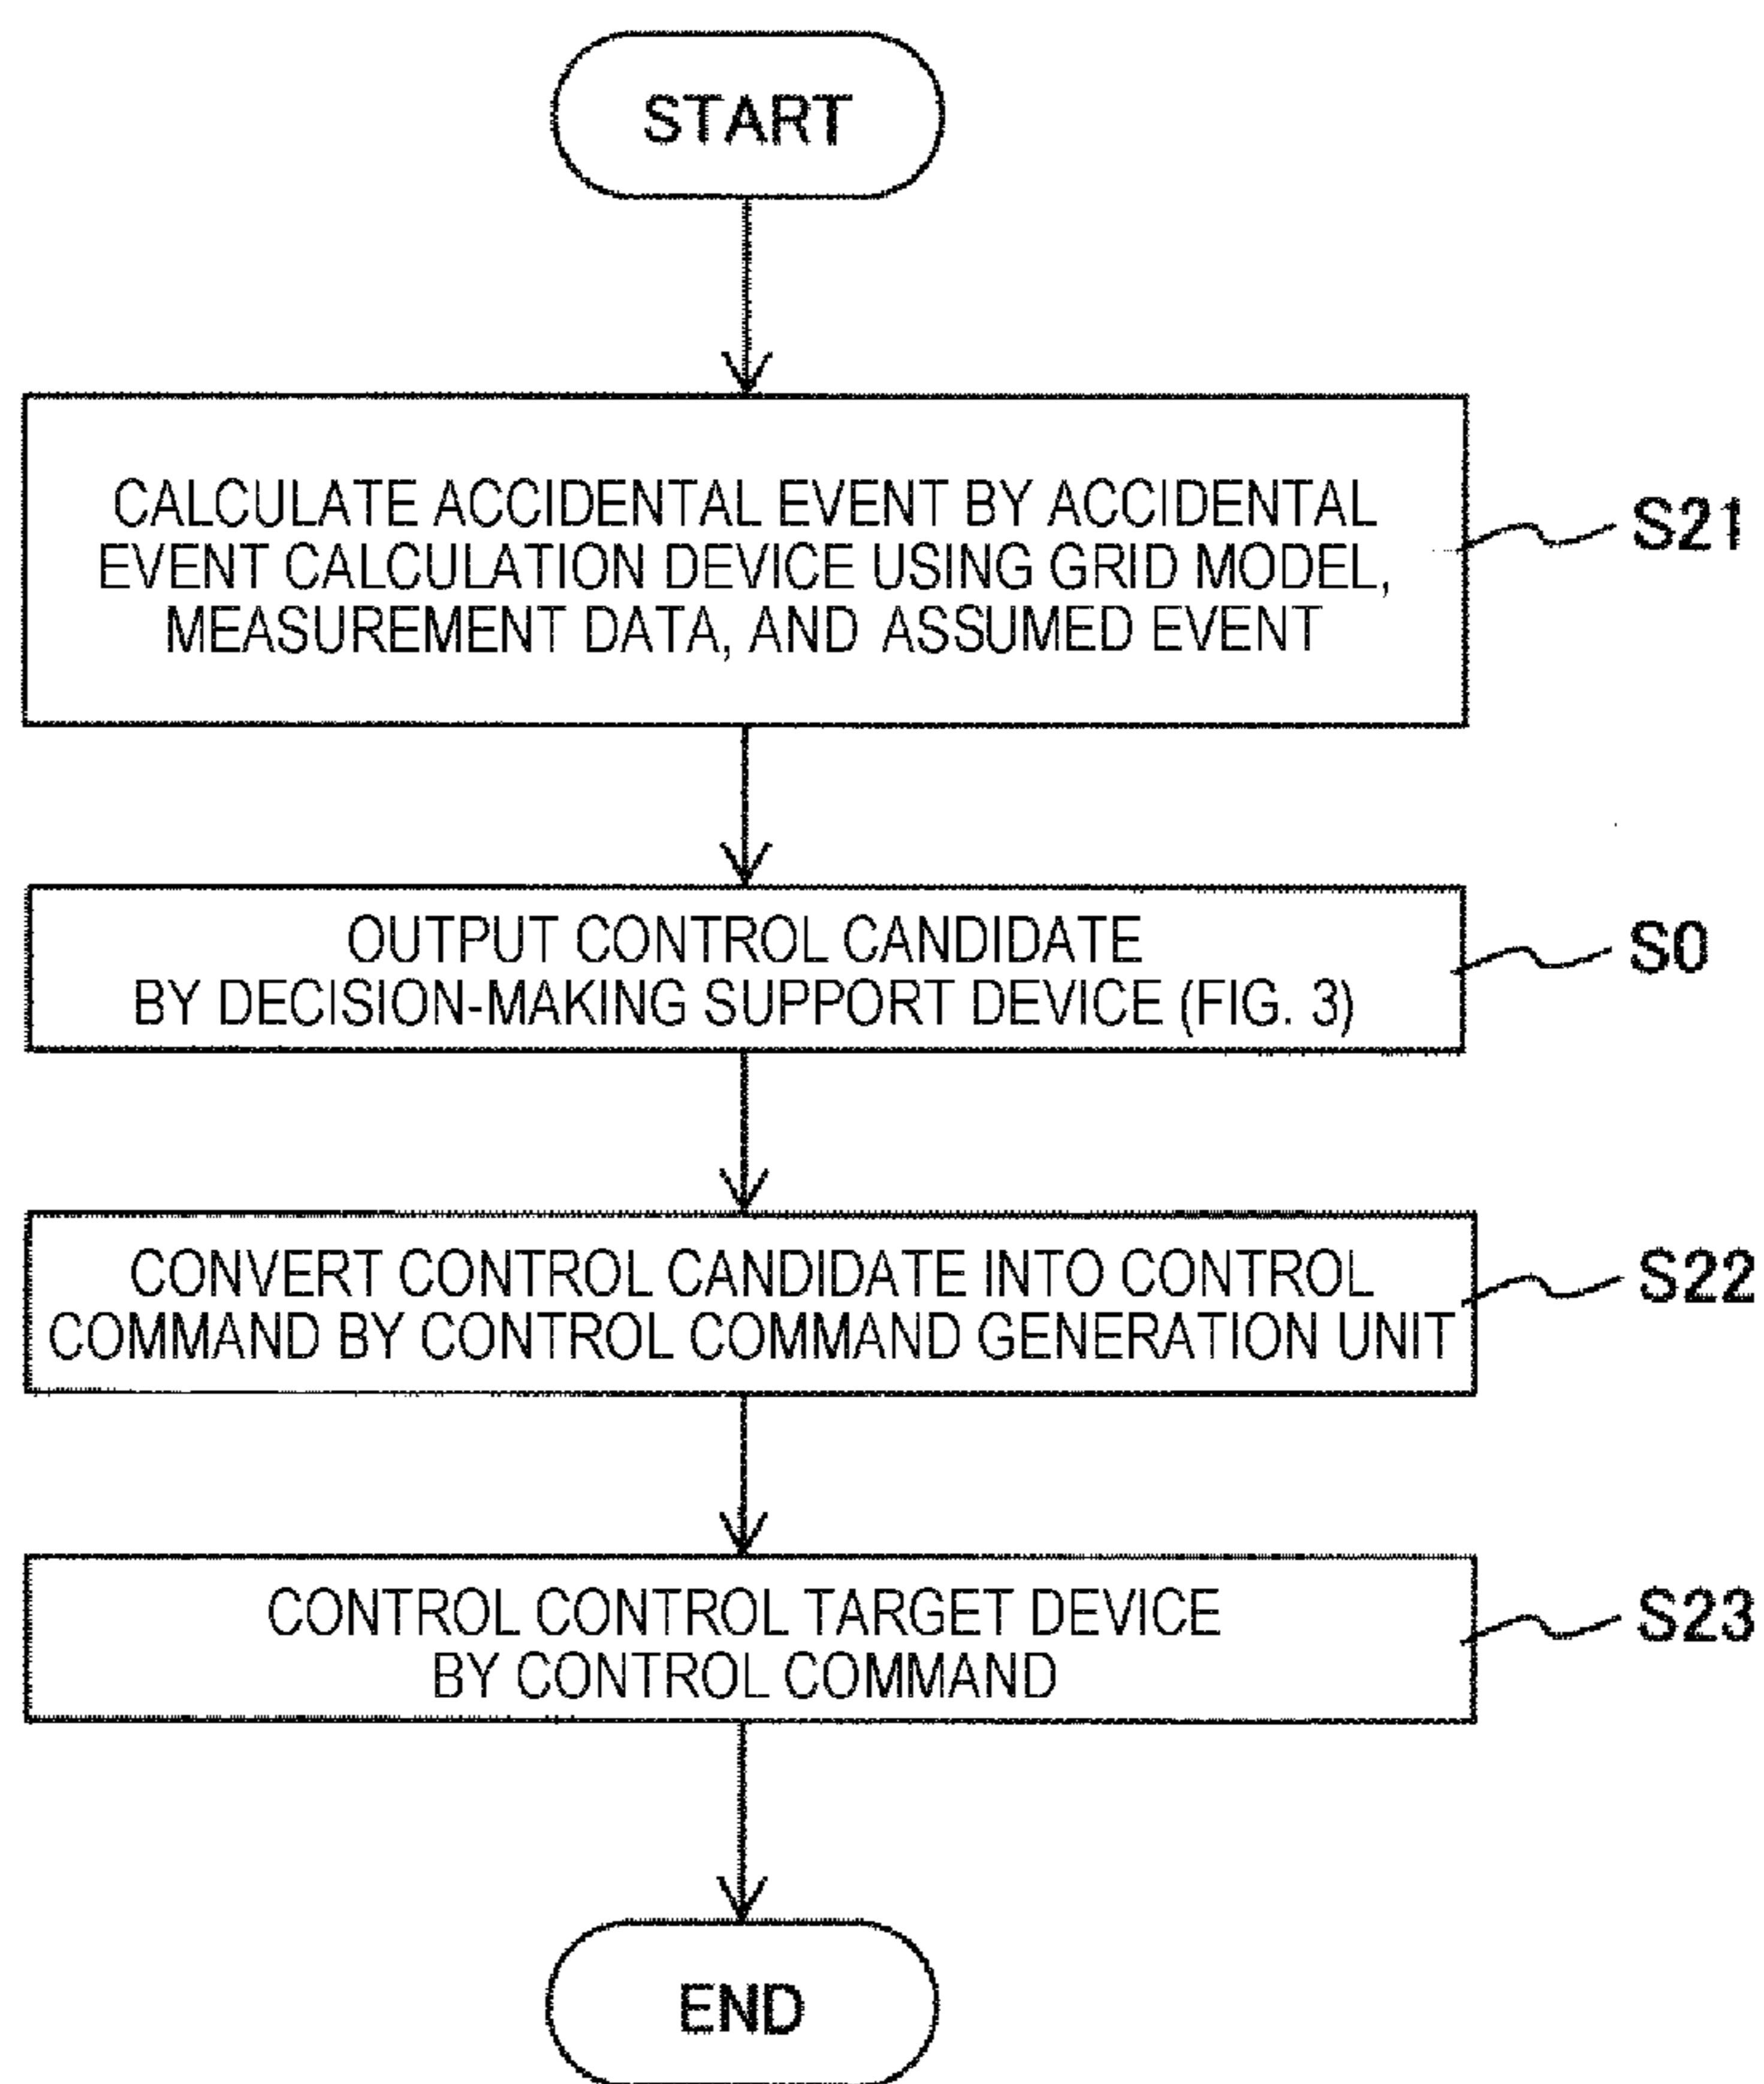 START
CALCULATE ACCIDENTAL EVENT BY ACCIDENTAL
EVENT CALCULATION DEVICE USING GRID MODEL,
MEASUREMENT DATA, AND ASSUMED EVENT
S21
OUTPUT CONTROL CANDIDATE
BY DECISION-MAKING SUPPORT DEVICE (FIG. 3)
S0
CONVERT CONTROL CANDIDATE INTO CONTROL
COMMAND BY CONTROL COMMAND GENERATION UNIT
S22
CONTROL CONTROL TARGET DEVICE
BY CONTROL COMMAND
S23
END